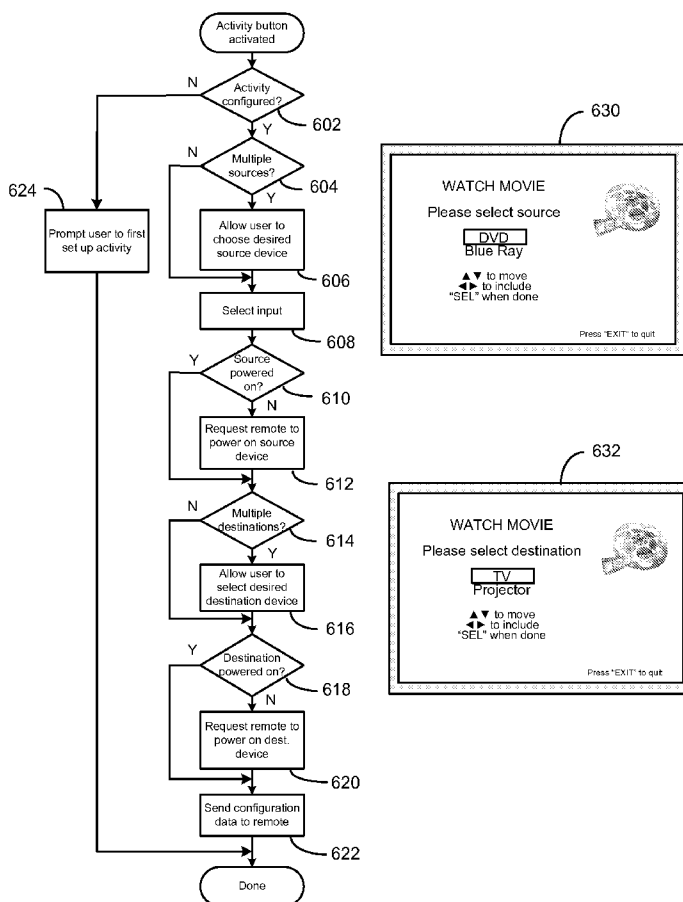 Activity button
activated
N
Activity
configured?
602
Y
N
Multiple
sources?
604
Y
624
Prompt user to first
set up activity
Allow user to
choose desired
source device
606
Select input
608
Y
Source
powered
on?
610
N
Request remote to
power on source
device
612
N
Multiple
destinations?
614
Y
Allow user to
select desired
destination device
616
Y
Destination
powered on?
618
N
Request remote to
power on dest.
device
620
Send configuration
data to remote
622
Done
630
WATCH MOVIE
Please select source
DVD
Blue Ray
▲▼ to move
◀▶ to include
"SEL" when done
Press "EXIT" to quit
632
WATCH MOVIE
Please select destination
TV
Projector
▲▼ to move
◀▶ to include
"SEL" when done
Press "EXIT" to quit